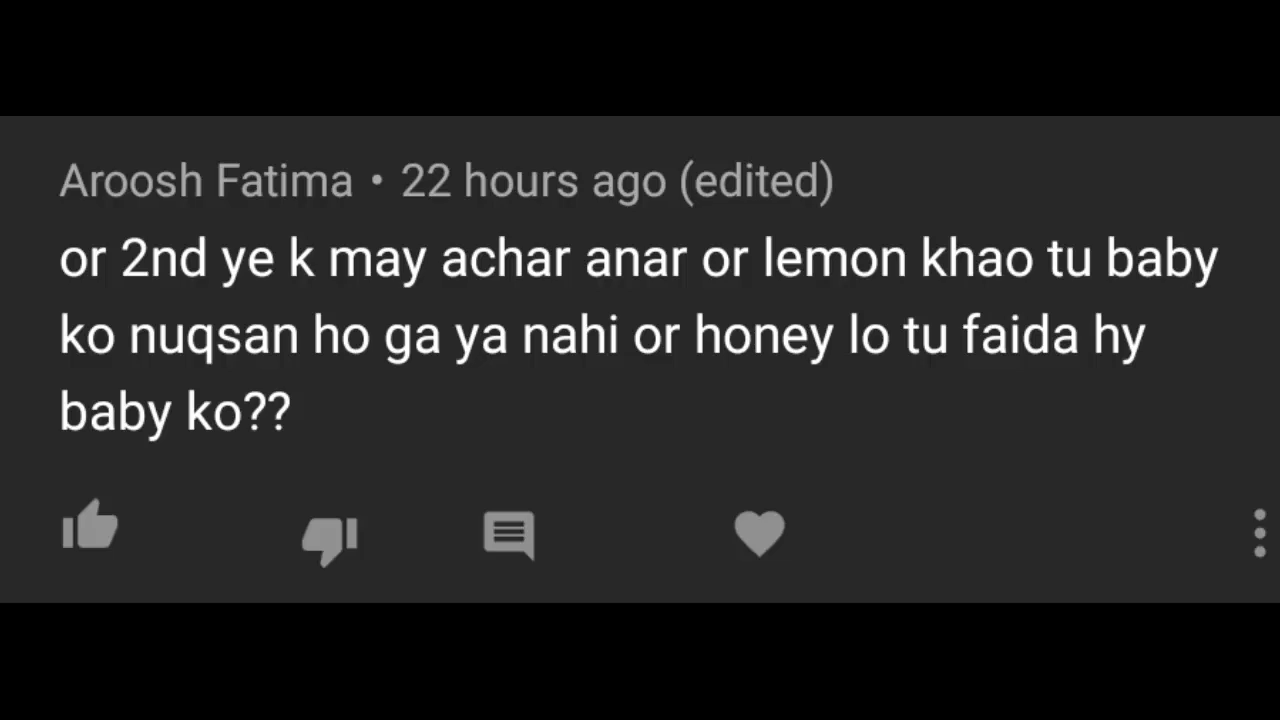 Aroosh Fatima • 22 hours ago (edited)
or 2nd ye k may achar anar or lemon khao tu baby
ko nuqsan ho ga ya nahi or honey lo tu faida hy
baby ko??